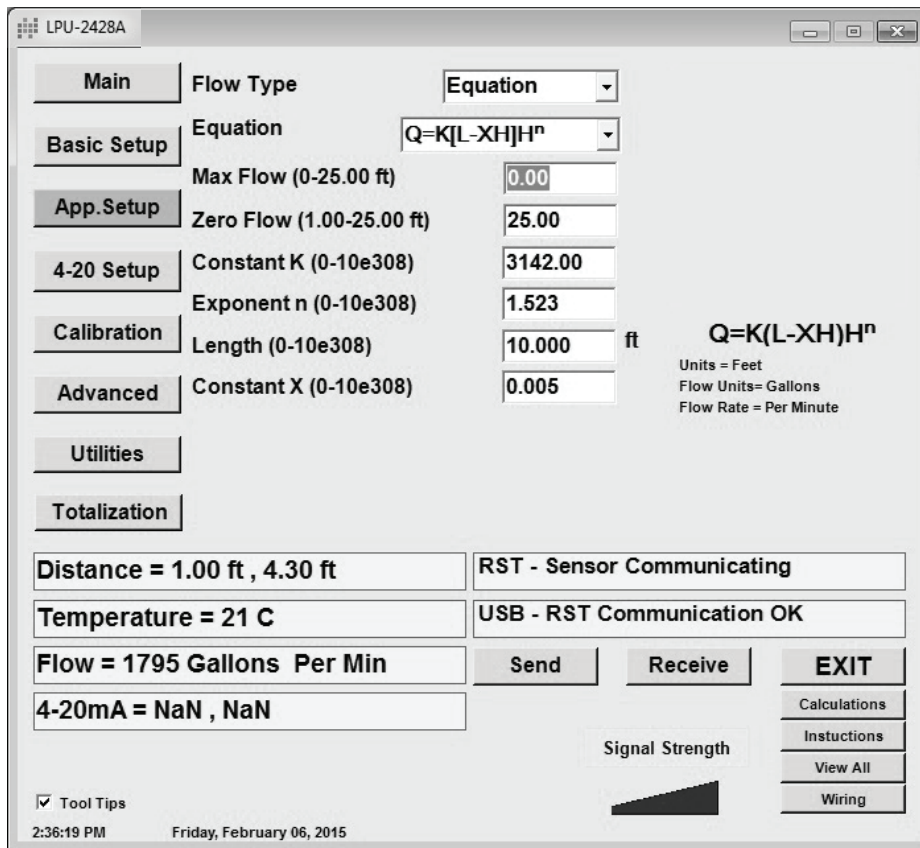 LPU-2428A
Main
Flow Type
Equation
Basic Setup
Equation
Q=K[L-XH]Hⁿ
Max Flow (0-25.00 ft)
0.00
App.Setup
Zero Flow (1.00-25.00 ft)
25.00
4-20 Setup
Constant K (0-10e308)
3142.00
Exponent n (0-10e308)
1.523
Calibration
Length (0-10e308)
10.000
ft
Q=K(L-XH)Hⁿ
Units = Feet
Advanced
Constant X (0-10e308)
0.005
Flow Units= Gallons
Flow Rate = Per Minute
Utilities
Totalization
Distance = 1.00 ft , 4.30 ft
RST - Sensor Communicating
Temperature = 21 C
USB - RST Communication OK
Flow = 1795 Gallons Per Min
Send
Receive
EXIT
4-20mA = NaN , NaN
Calculations
Instuctions
Signal Strength
View All
Wiring
Tool Tips
2:36:19 PM
Friday, February 06, 2015